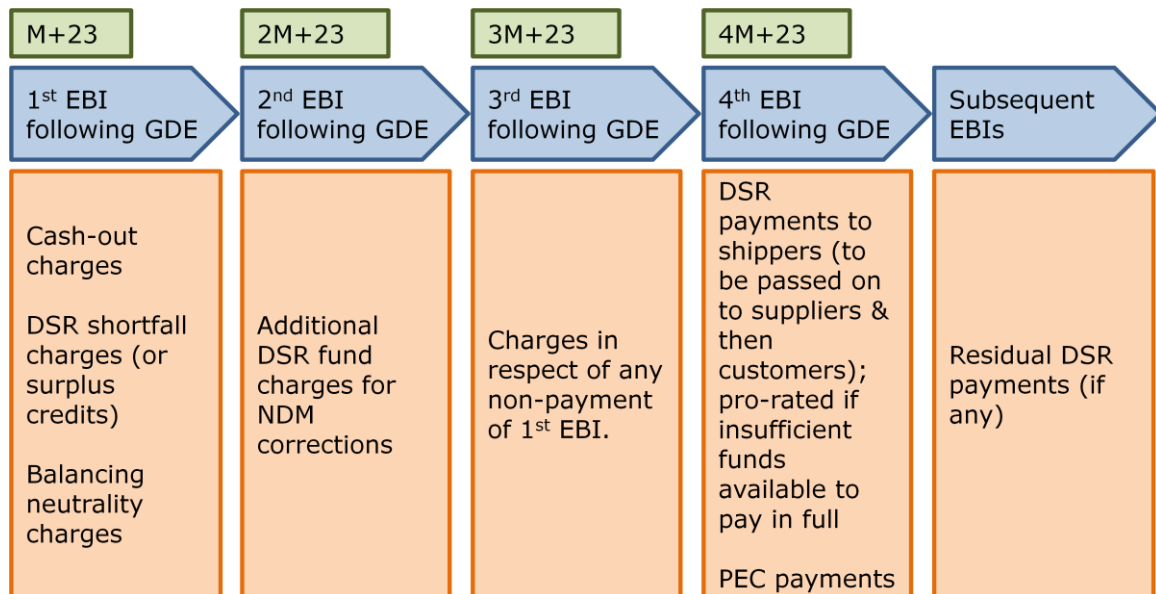 M+23
2M+23
3M+23
4M+23
1st EBI
following GDE
2nd EBI
following GDE
3rd EBI
following GDE
4th EBI
following GDE
Subsequent
EBIs
Cash-out
charges
DSR shortfall
charges (or
surplus
credits)
Balancing
neutrality
charges
Additional
DSR fund
charges for
NDM
corrections
Charges in
respect of any
non-payment
of 1st EBI.
DSR
payments to
shippers (to
be passed on
to suppliers &
then
customers);
pro-rated if
insufficient
funds
available to
pay in full
PEC payments
Residual DSR
payments (if
any)